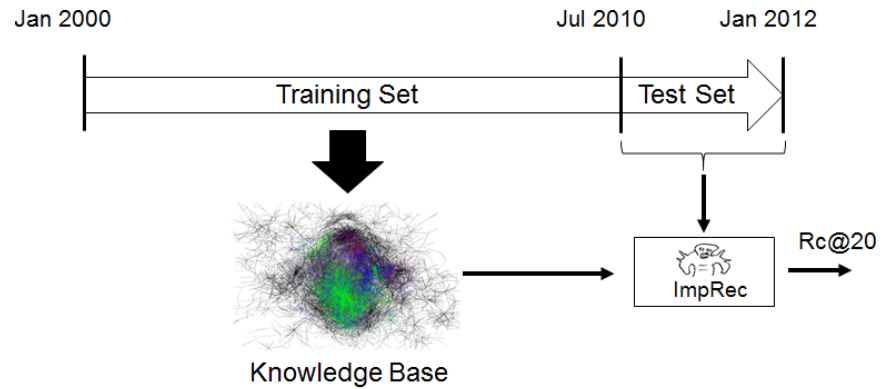 Jan 2000
Jul 2010
Jan 2012
Training Set
Test Set
Rc@20
ImpRec
Knowledge Base